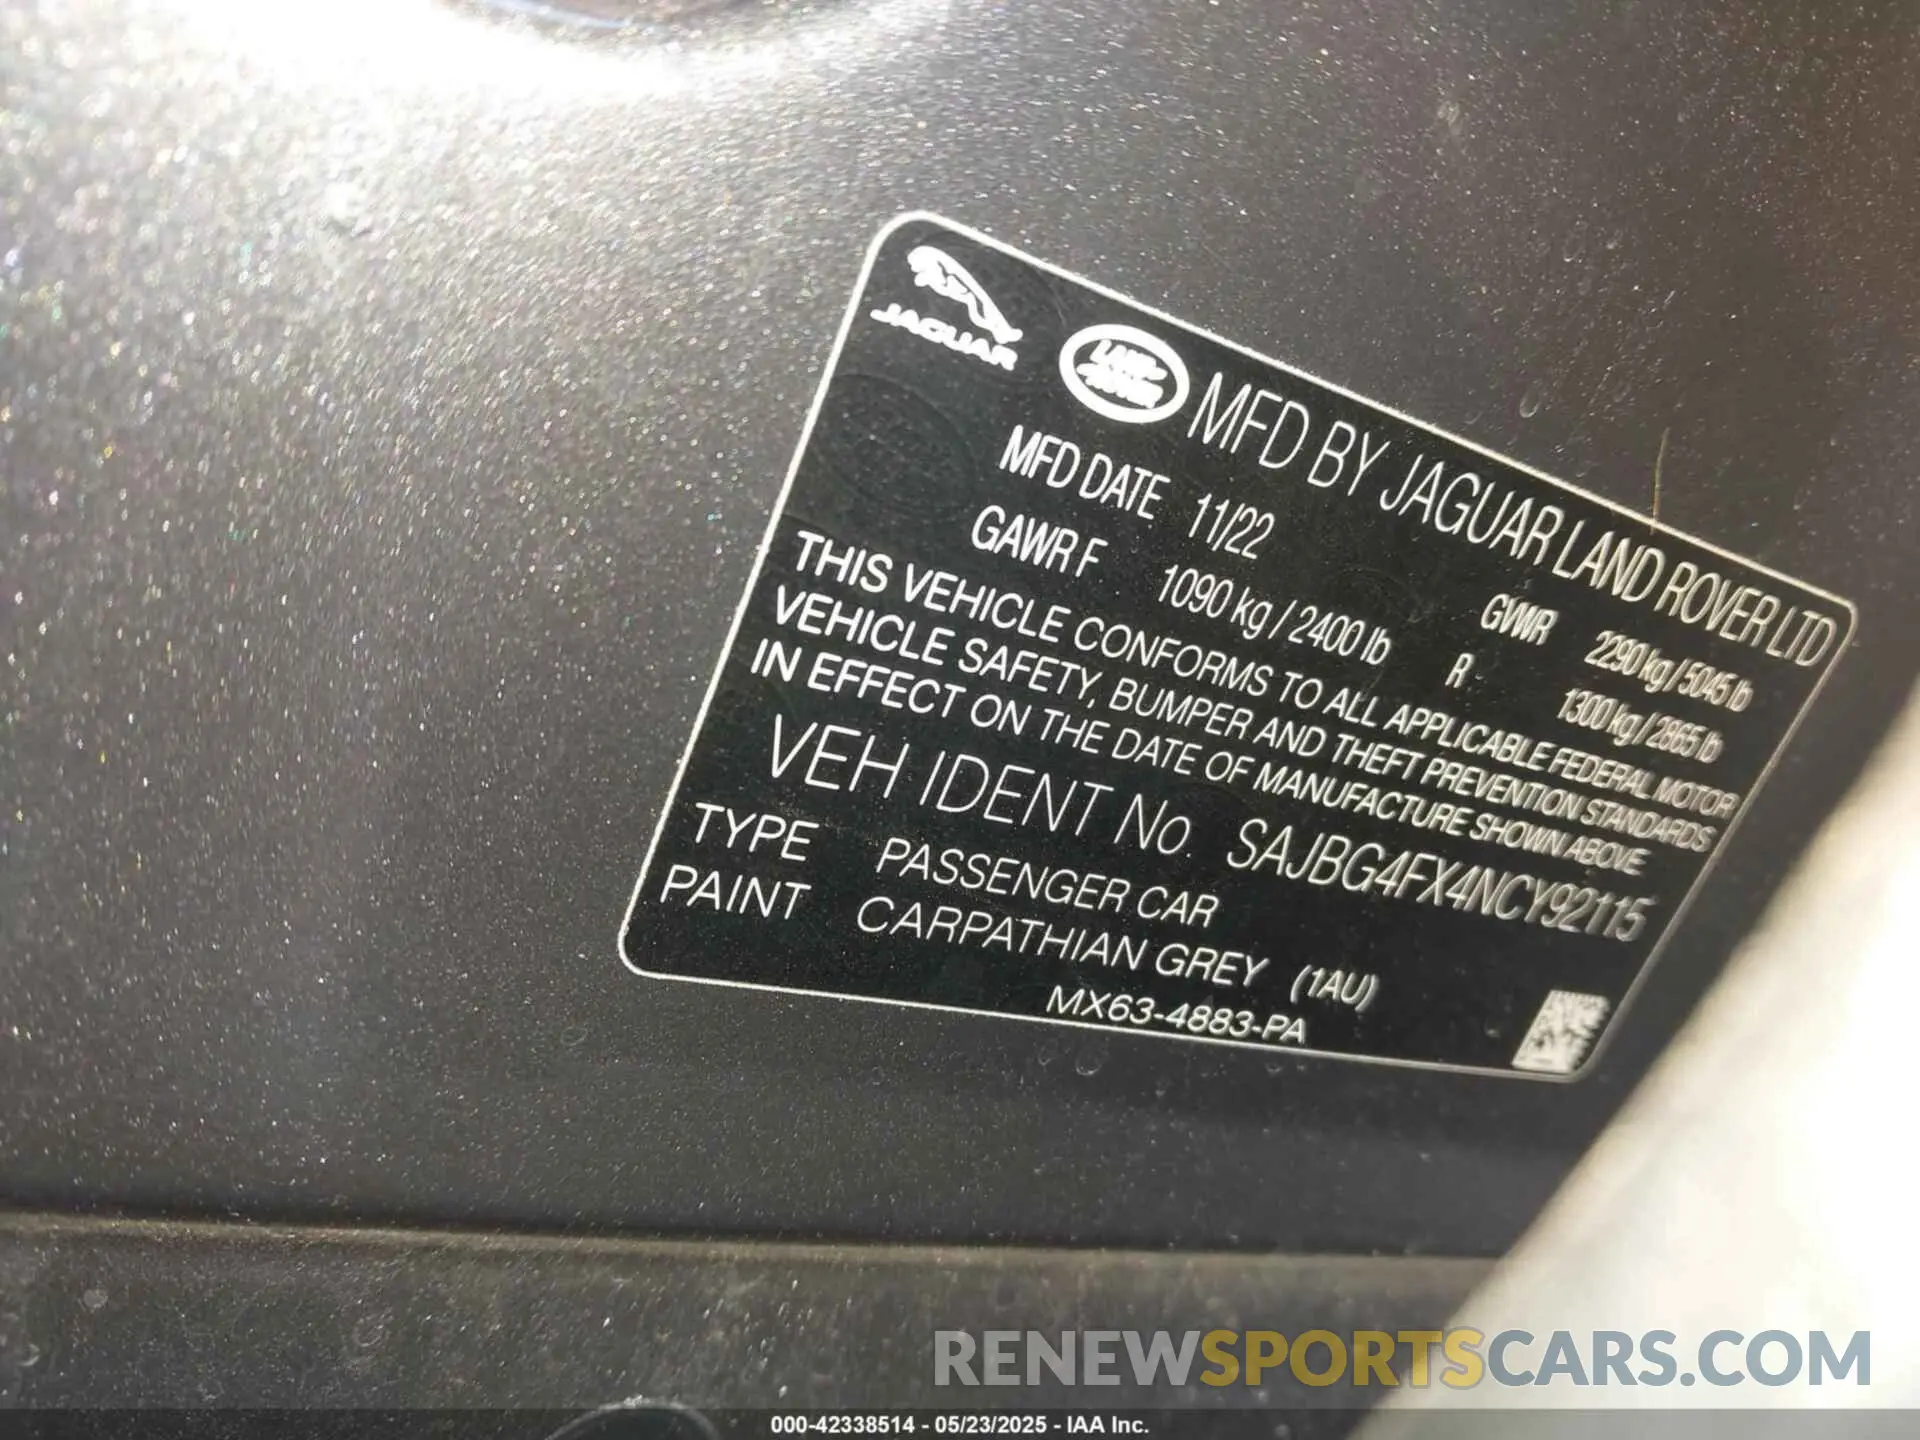 JAGUAR
LAND
ROVER
MFD BY JAGUAR LAND ROVER LTD
MFD DATE 11/22 GVWR 2290 kg / 5045 lb
GAWR F 1090 kg / 2400 lb R 1300 kg / 2865 lb
THIS VEHICLE CONFORMS TO ALL APPLICABLE FEDERAL MOTOR
VEHICLE SAFETY, BUMPER AND THEFT PREVENTION STANDARDS
IN EFFECT ON THE DATE OF MANUFACTURE SHOWN ABOVE
VEH IDENT No. SAJBG4FX4NCY92115
TYPE PASSENGER CAR
PAINT CARPATHIAN GREY (1AU)
MX63-4883-PA
RENEWSPORTSCARS.COM
000-42338514 - 05/23/2025 - IAA Inc.